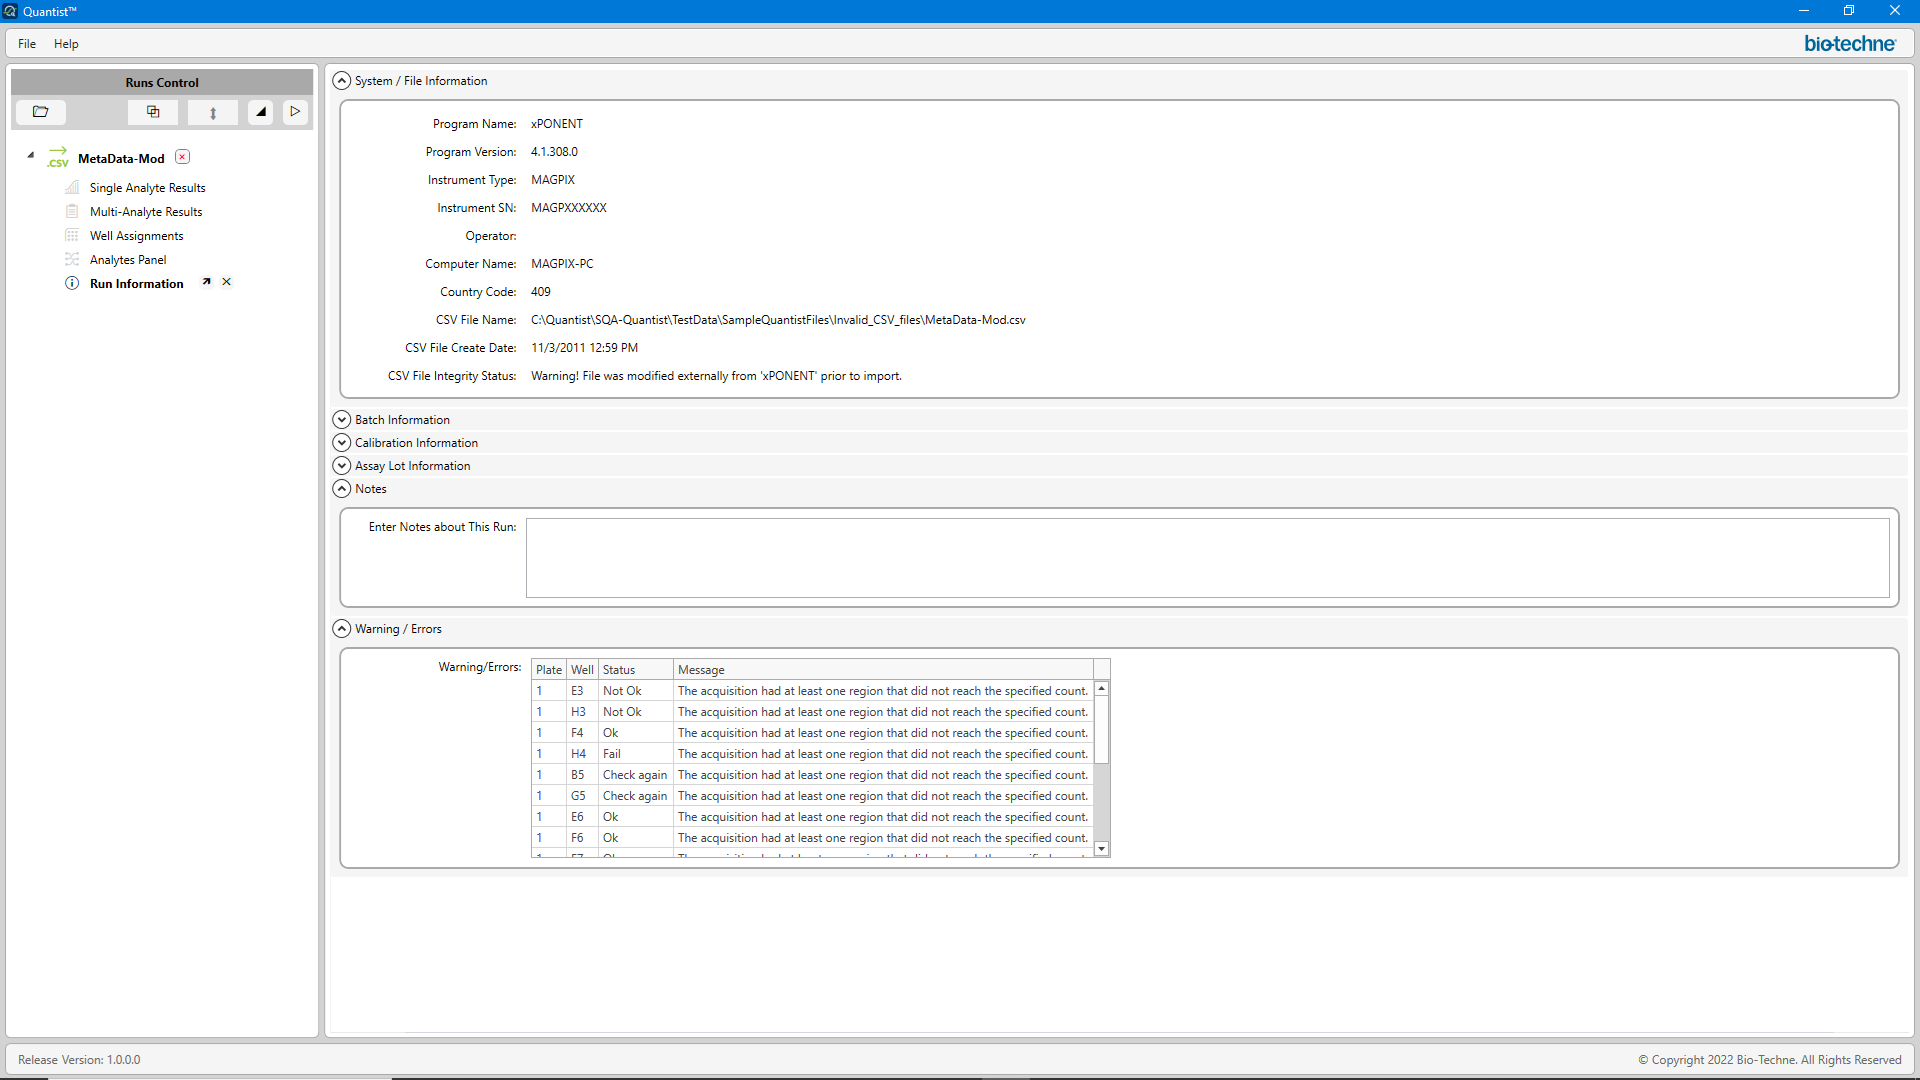 Quantist™
File Help
bio-techne
Runs Control
System / File Information
.CSV MetaData-Mod
Single Analyte Results
Multi-Analyte Results
Well Assignments
Analytes Panel
Run Information
Program Name: xPONENT
Program Version: 4.1.308.0
Instrument Type: MAGPIX
Instrument SN: MAGPXXXXXX
Operator:
Computer Name: MAGPIX-PC
Country Code: 409
CSV File Name: C:\Quantist\SQA-Quantist\TestData\SampleQuantistFiles\Invalid_CSV_files\MetaData-Mod.csv
CSV File Create Date: 11/3/2011 12:59 PM
CSV File Integrity Status: Warning! File was modified externally from 'xPONENT' prior to import.
Batch Information
Calibration Information
Assay Lot Information
Notes
Enter Notes about This Run:
Warning / Errors
Warning/Errors:
Plate Well Status Message
1 E3 Not Ok The acquisition had at least one region that did not reach the specified count.
1 H3 Not Ok The acquisition had at least one region that did not reach the specified count.
1 F4 Ok The acquisition had at least one region that did not reach the specified count.
1 H4 Fail The acquisition had at least one region that did not reach the specified count.
1 B5 Check again The acquisition had at least one region that did not reach the specified count.
1 G5 Check again The acquisition had at least one region that did not reach the specified count.
1 E6 Ok The acquisition had at least one region that did not reach the specified count.
1 F6 Ok The acquisition had at least one region that did not reach the specified count.
Release Version: 1.0.0.0
© Copyright 2022 Bio-Techne. All Rights Reserved